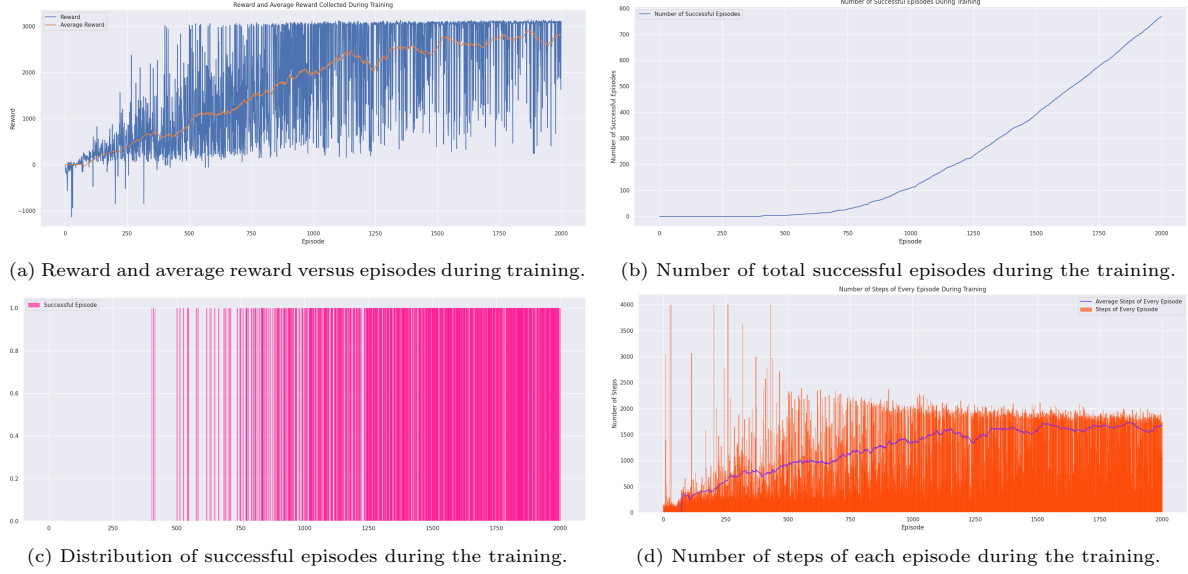 Reward and Average Reward Collected During Training
Reward
Average Reward
3000
2000
1000
0
−1000
Reward
0 250 500 750 1000 1250 1500 1750 2000
Episode
(a) Reward and average reward versus episodes during training.
Number of Successful Episodes During Training
Number of Successful Episodes
800
700
600
500
400
300
200
100
0
Number of Successful Episodes
0 250 500 750 1000 1250 1500 1750 2000
Episode
(b) Number of total successful episodes during the training.
Successful Episode
1.0
0.8
0.6
0.4
0.2
0.0
0 250 500 750 1000 1250 1500 1750 2000
(c) Distribution of successful episodes during the training.
Number of Steps of Every Episode During Training
Average Steps of Every Episode
Steps of Every Episode
4000
3500
3000
2500
2000
1500
1000
500
0
Number of Steps
0 250 500 750 1000 1250 1500 1750 2000
Episode
(d) Number of steps of each episode during the training.